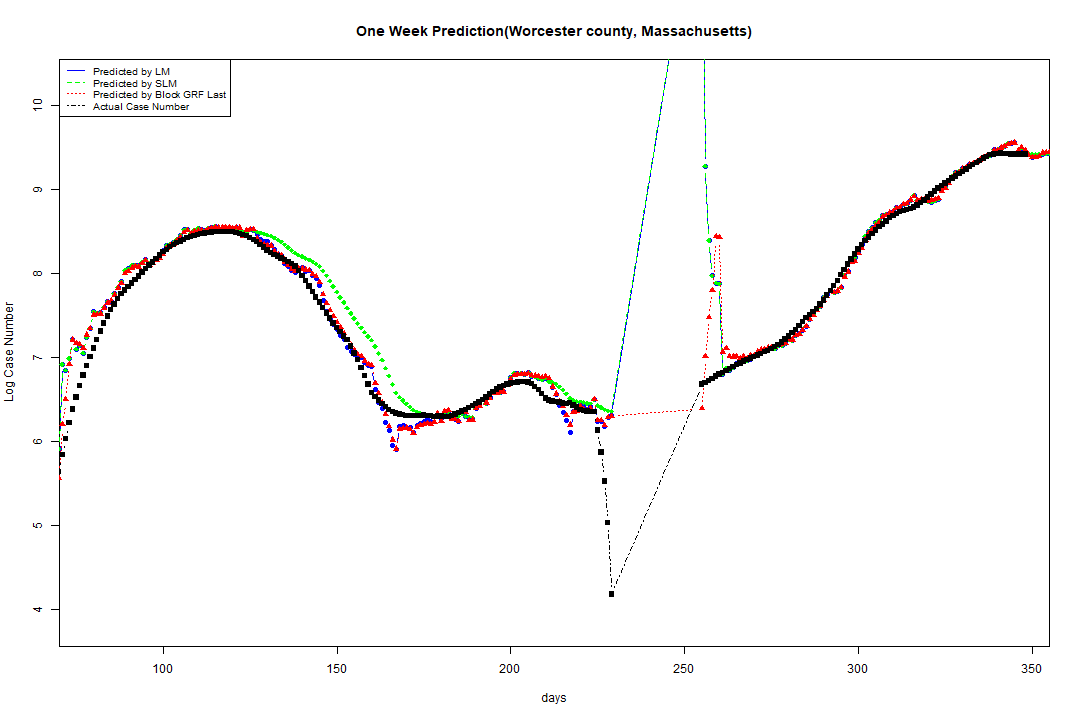 One Week Prediction(Worcester county, Massachusetts)
Predicted by LM
Predicted by SLM
Predicted by Block GRF Last
Actual Case Number
10
9
8
7
6
5
4
Log Case Number
100 150 200 250 300 350
days